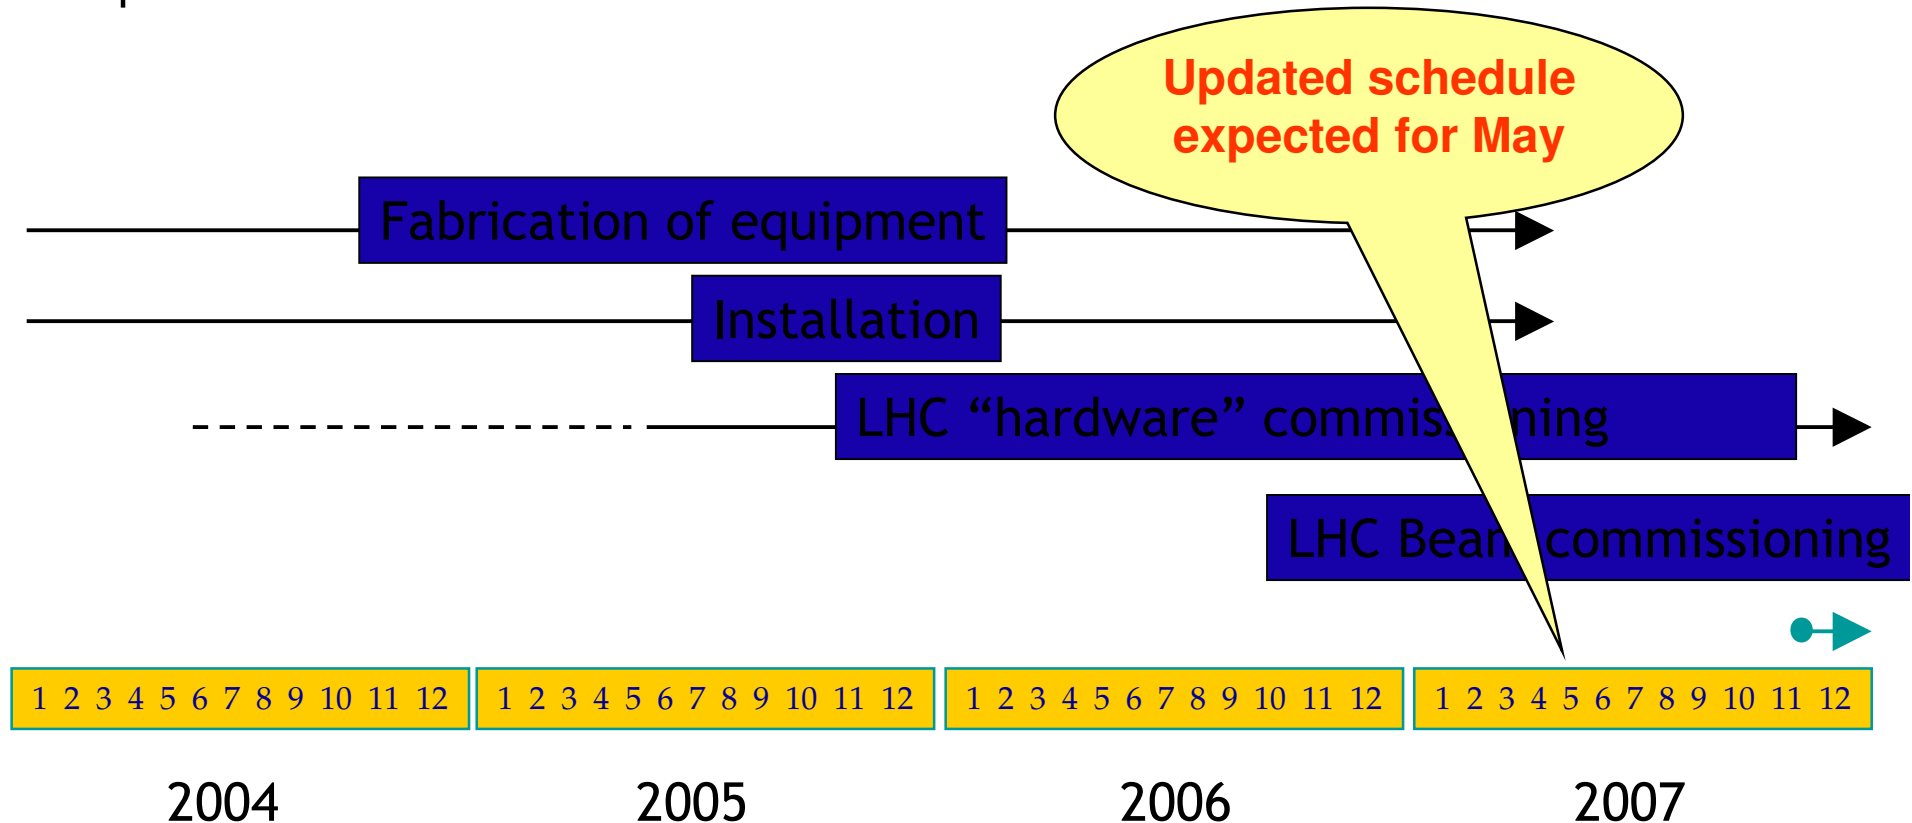 Updated schedule
expected for May
Fabrication of equipment
Installation
LHC “hardware” commissioning
LHC Beam commissioning
1 2 3 4 5 6 7 8 9 10 11 12
1 2 3 4 5 6 7 8 9 10 11 12
1 2 3 4 5 6 7 8 9 10 11 12
1 2 3 4 5 6 7 8 9 10 11 12
2004
2005
2006
2007